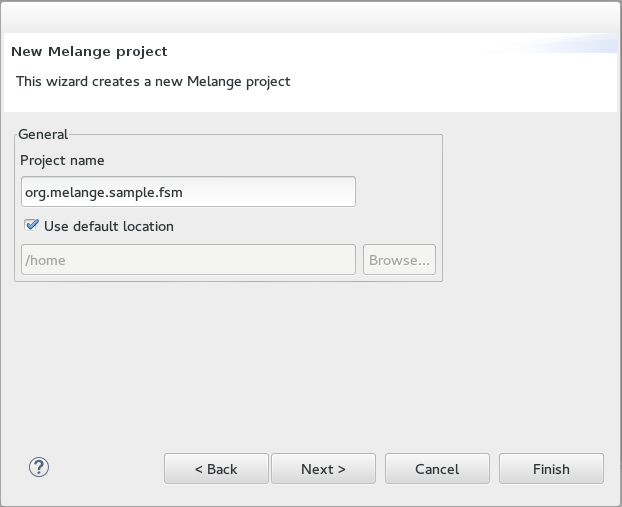 New Melange project
This wizard creates a new Melange project
General
Project name
org.melange.sample.fsm
Use default location
/home
Browse...
?
< Back
Next >
Cancel
Finish